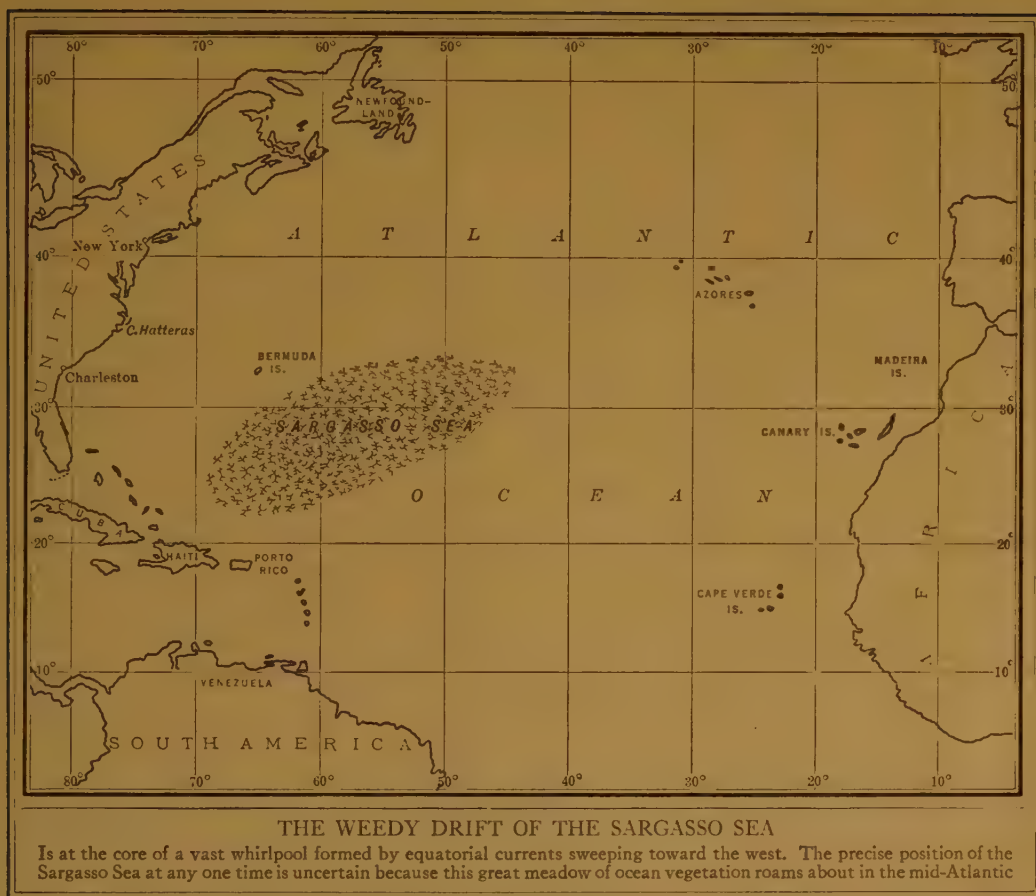 80°
70°
60°
50°
40°
30°
20°
10°
50°
50°
NEWFOUND-
LAND
UNITED STATES
New York
ATLANTIC
40°
40°
AZORES
C. Hatteras
BERMUDA
IS.
MADEIRA
IS.
Charleston
30°
30°
SARGASSO SEA
CANARY IS.
OCEAN
AFRICA
CUBA
20°
20°
HAITI
PORTO
RICO
CAPE VERDE
IS.
10°
10°
VENEZUELA
SOUTH AMERICA
80°
70°
60°
50°
40°
30°
20°
10°
THE WEEDY DRIFT OF THE SARGASSO SEA
Is at the core of a vast whirlpool formed by equatorial currents sweeping toward the west. The precise position of the
Sargasso Sea at any one time is uncertain because this great meadow of ocean vegetation roams about in the mid-Atlantic